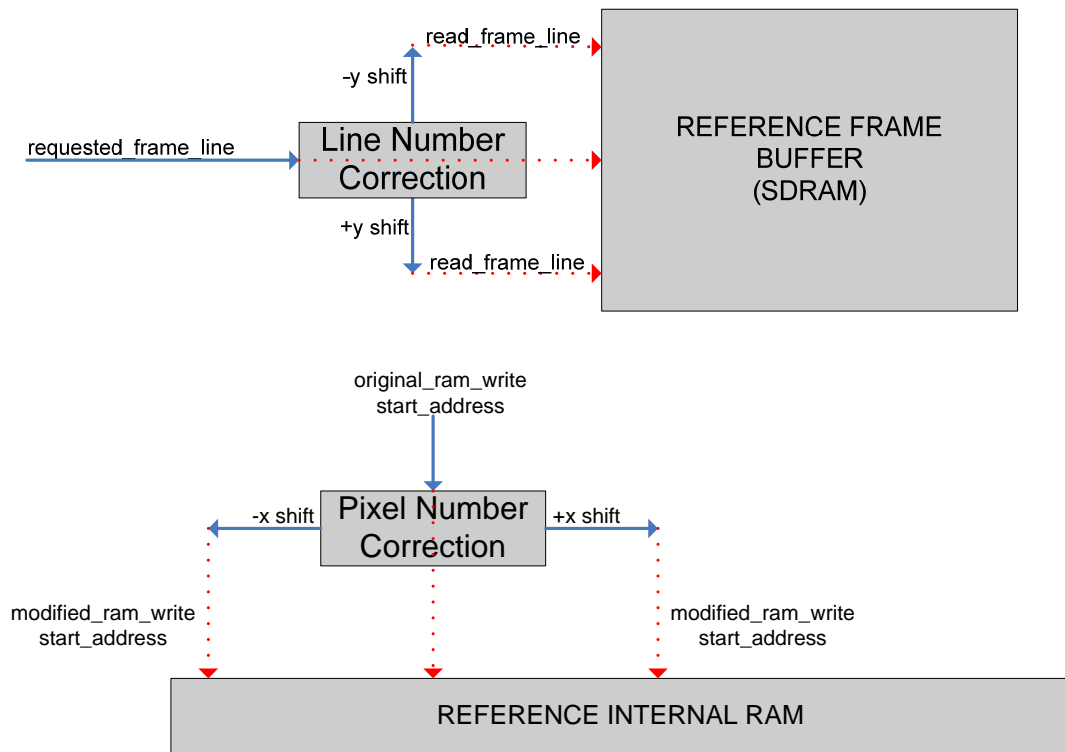 read_frame_line
-y shift
REFERENCE FRAME
BUFFER
(SDRAM)
requested_frame_line
Line Number
Correction
+y shift
read_frame_line
original_ram_write
start_address
Pixel Number
Correction
-x shift
+x shift
modified_ram_write
start_address
modified_ram_write
start_address
REFERENCE INTERNAL RAM